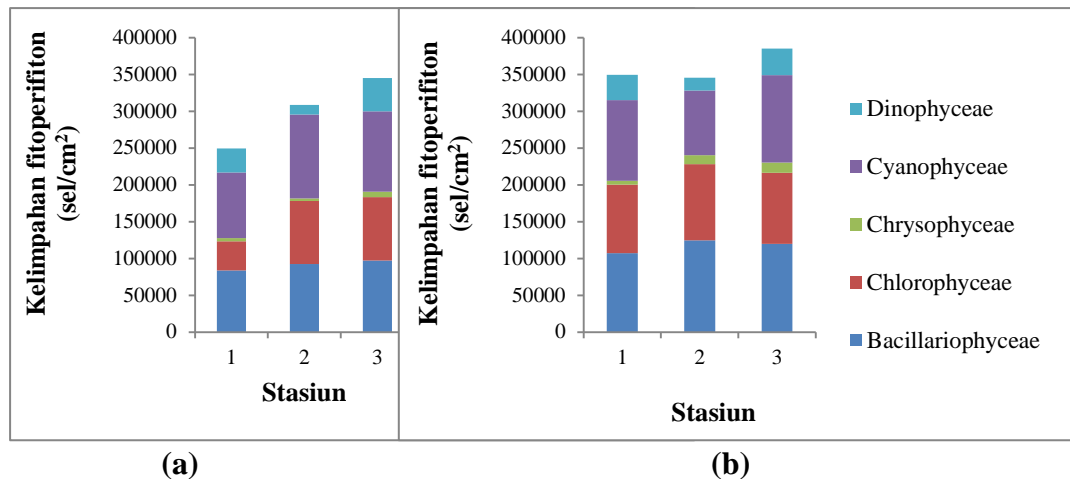 Kelimpahan fitoperifiton
(sel/cm²)
400000
350000
300000
250000
200000
150000
100000
50000
0
1 2 3
Stasiun
(a)
Kelimpahan fitoperifiton
(sel/cm²)
400000
350000
300000
250000
200000
150000
100000
50000
0
1 2 3
Stasiun
Dinophyceae
Cyanophyceae
Chrysophyceae
Chlorophyceae
Bacillariophyceae
(b)